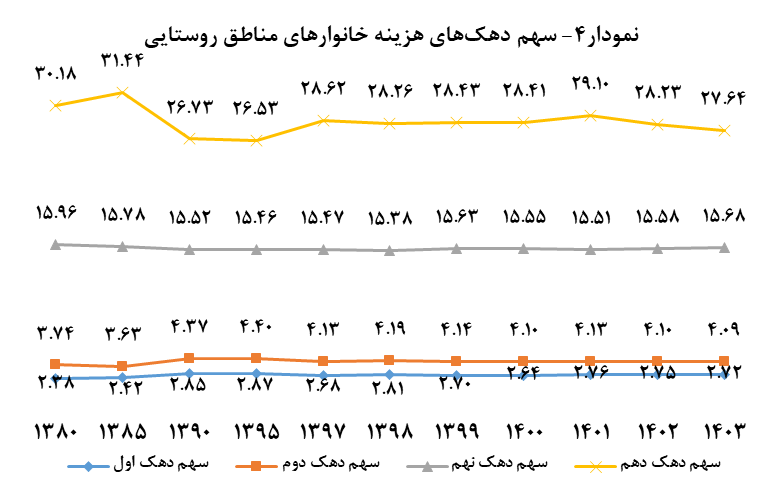 نمودار۴- سهم دهک‌های هزینه خانوارهای مناطق روستایی
۳۰.۱۸ ۳۱.۴۴ ۲۶.۷۳ ۲۶.۵۳ ۲۸.۶۲ ۲۸.۲۶ ۲۸.۴۳ ۲۸.۴۱ ۲۹.۱۰ ۲۸.۲۳ ۲۷.۶۴
۱۵.۹۶ ۱۵.۷۸ ۱۵.۵۲ ۱۵.۴۶ ۱۵.۴۷ ۱۵.۳۸ ۱۵.۶۳ ۱۵.۵۵ ۱۵.۵۱ ۱۵.۵۸ ۱۵.۶۸
۳.۷۴ ۳.۶۳ ۴.۳۷ ۴.۴۰ ۴.۱۳ ۴.۱۹ ۴.۱۴ ۴.۱۰ ۴.۱۳ ۴.۱۰ ۴.۰۹
۲.۳۸ ۲.۴۲ ۲.۸۵ ۲.۸۷ ۲.۶۸ ۲.۸۱ ۲.۷۰ ۲.۶۴ ۲.۷۶ ۲.۷۵ ۲.۷۲
۱۳۸۰ ۱۳۸۵ ۱۳۹۰ ۱۳۹۵ ۱۳۹۷ ۱۳۹۸ ۱۳۹۹ ۱۴۰۰ ۱۴۰۱ ۱۴۰۲ ۱۴۰۳
سهم دهک اول سهم دهک دوم سهم دهک نهم سهم دهک دهم